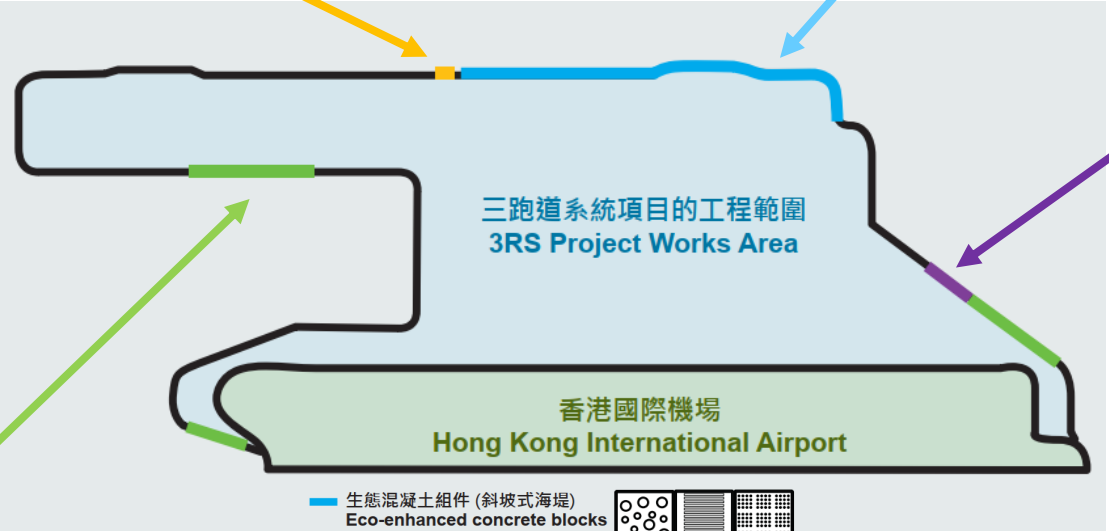 三跑道系統項目的工程範圍
3RS Project Works Area
香港國際機場
Hong Kong International Airport
生態混凝土組件 (斜坡式海堤)
Eco-enhanced concrete blocks